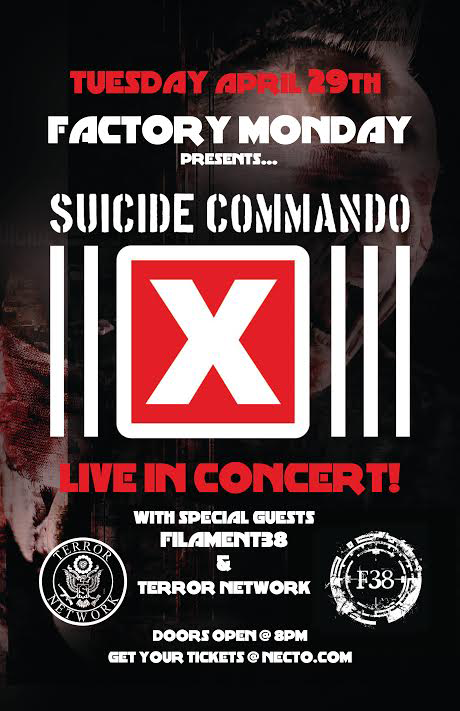 TUESDAY APRIL 29TH
FACTORY MONDAY
PRESENTS...
SUICIDE COMMANDO
X
LIVE IN CONCERT!
WITH SPECIAL GUESTS
FILAMENT38
&
TERROR NETWORK
TERROR NETWORK
F38
DOORS OPEN @ 8PM
GET YOUR TICKETS @ NECTO.COM